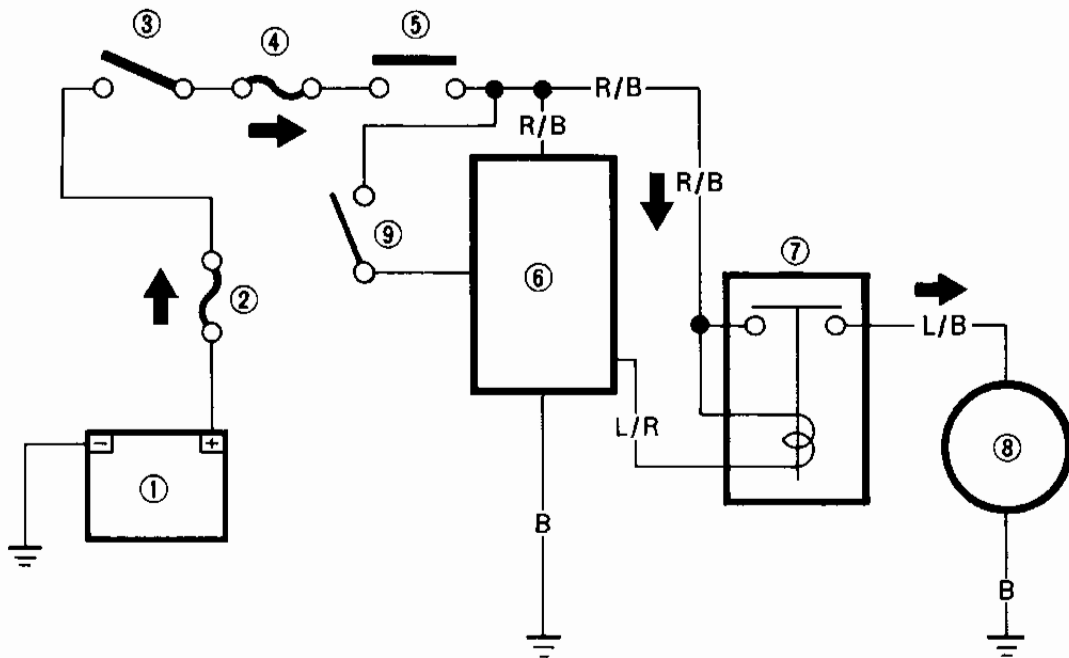 ③
④
⑤
R/B
R/B
R/B
⑨
⑥
⑦
②
L/B
- +
L/R
①
⑧
B
B